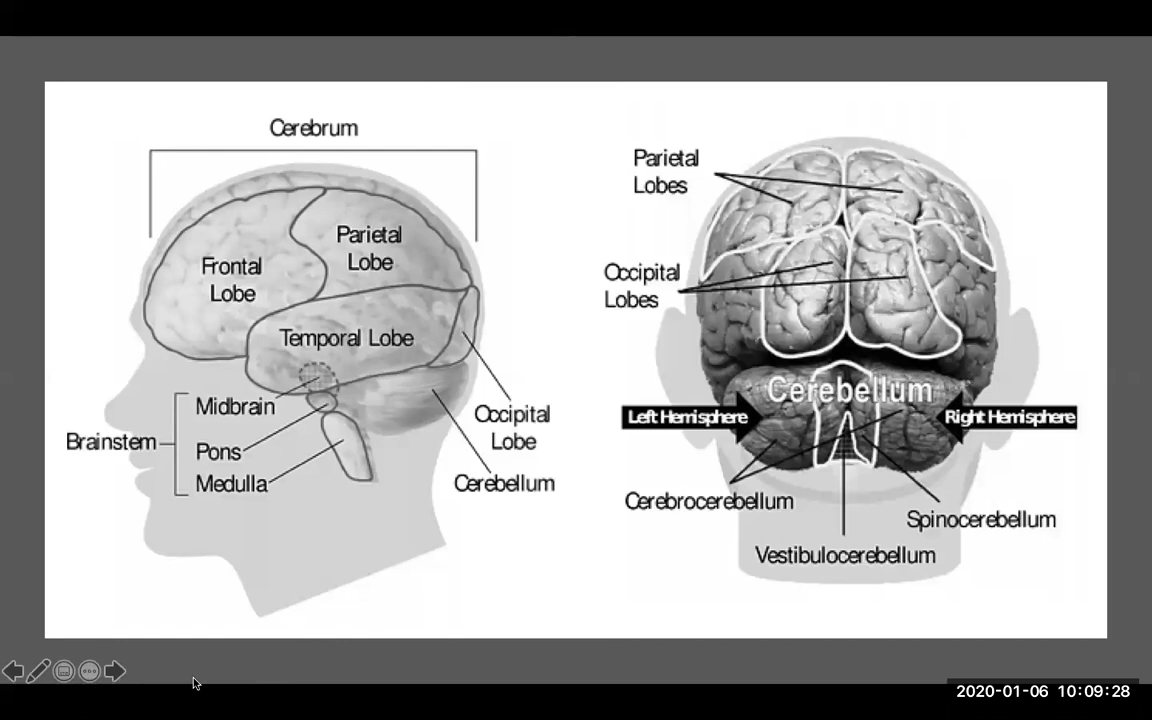 Cerebrum
Frontal
Lobe
Parietal
Lobe
Temporal Lobe
Midbrain
Brainstem
Pons
Medulla
Occipital
Lobe
Cerebellum
Parietal
Lobes
Occipital
Lobes
Cerebellum
Left Hemisphere
Right Hemisphere
Cerebrocerebellum
Spinocerebellum
Vestibulocerebellum
2020-01-06 10:09:28